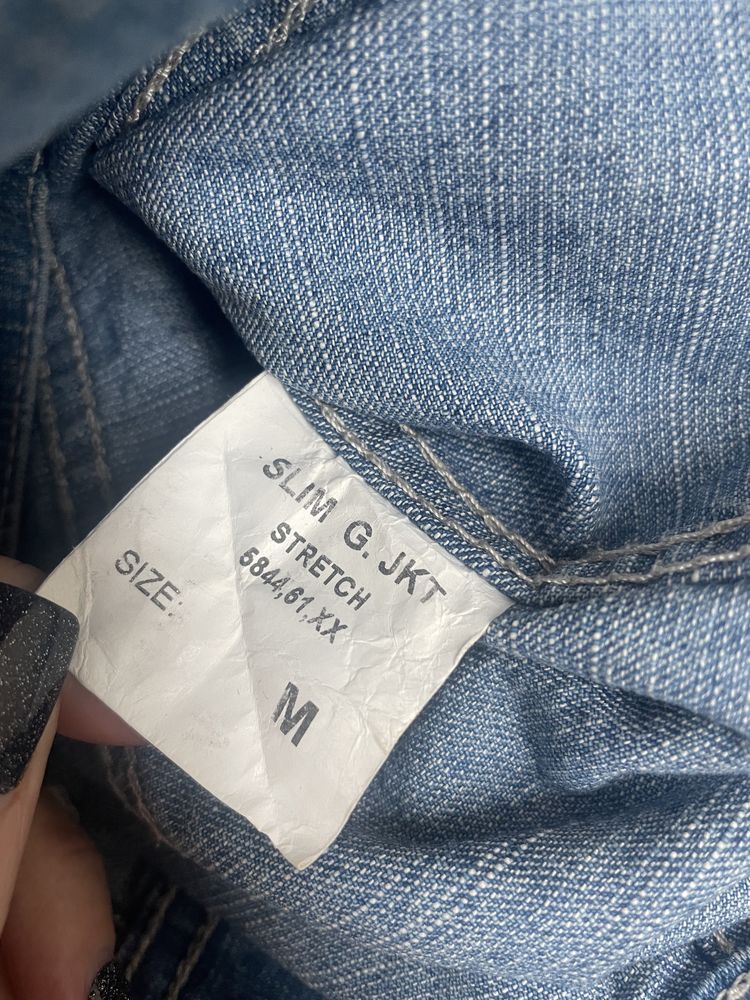 SLIM G. JKT
STRETCH
5844,61,XX
SIZE:
M